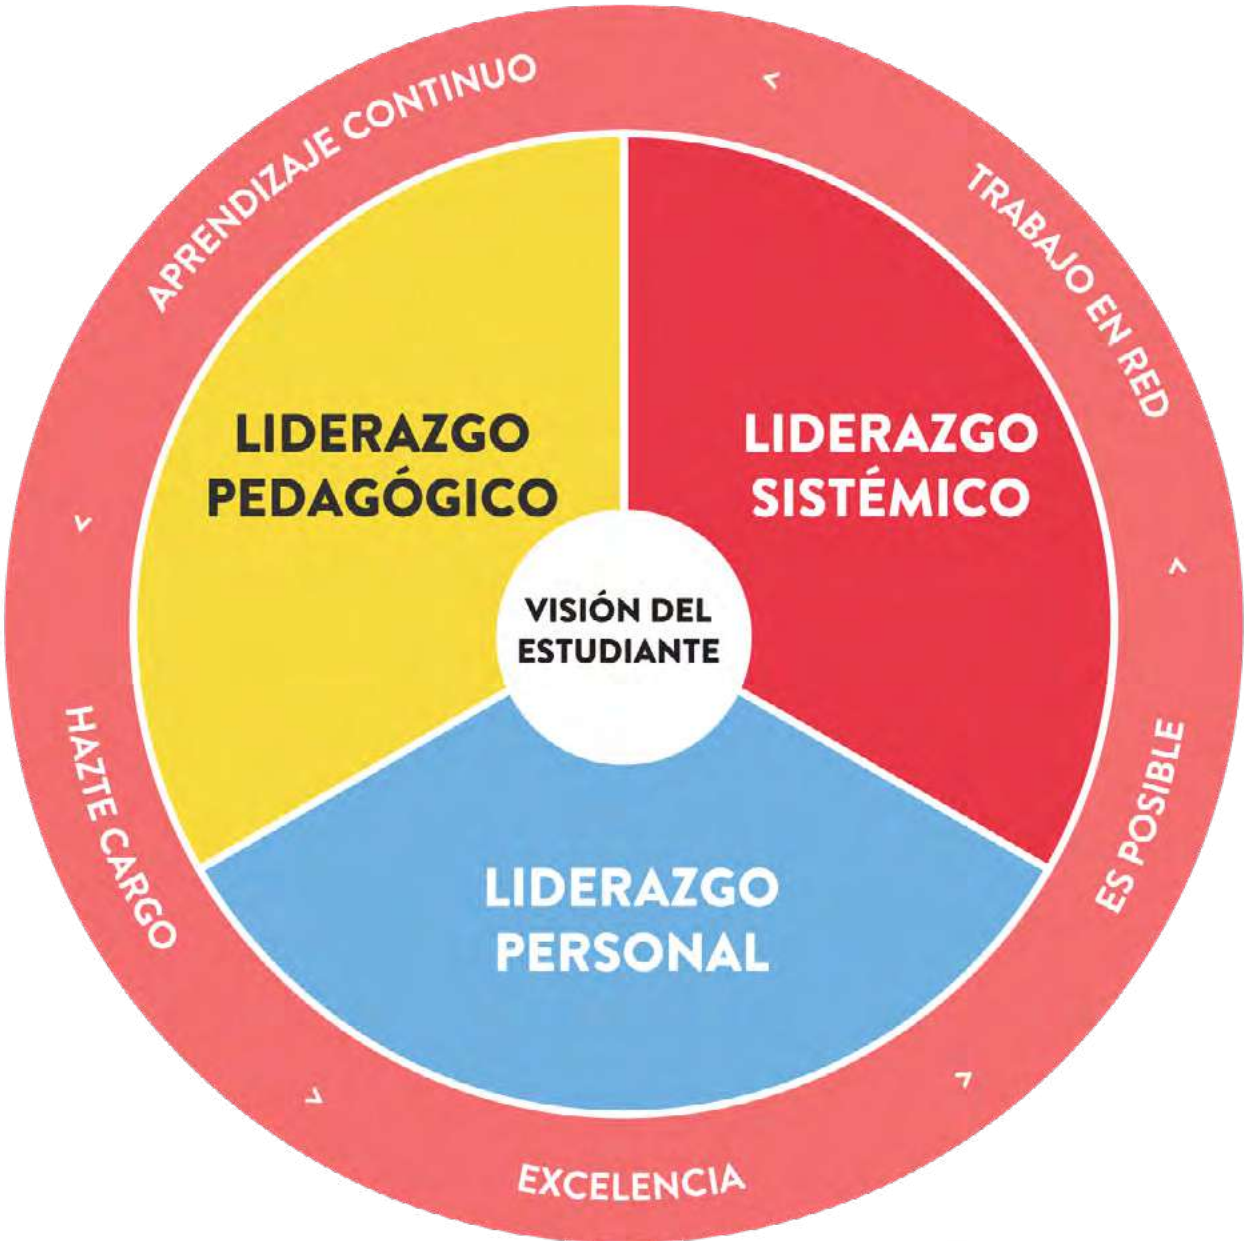 APRENDIZAJE CONTINUO
TRABAJO EN RED
LIDERAZGO
PEDAGÓGICO
LIDERAZGO
SISTÉMICO
VISIÓN DEL
ESTUDIANTE
HAZTE CARGO
ES POSIBLE
LIDERAZGO
PERSONAL
EXCELENCIA